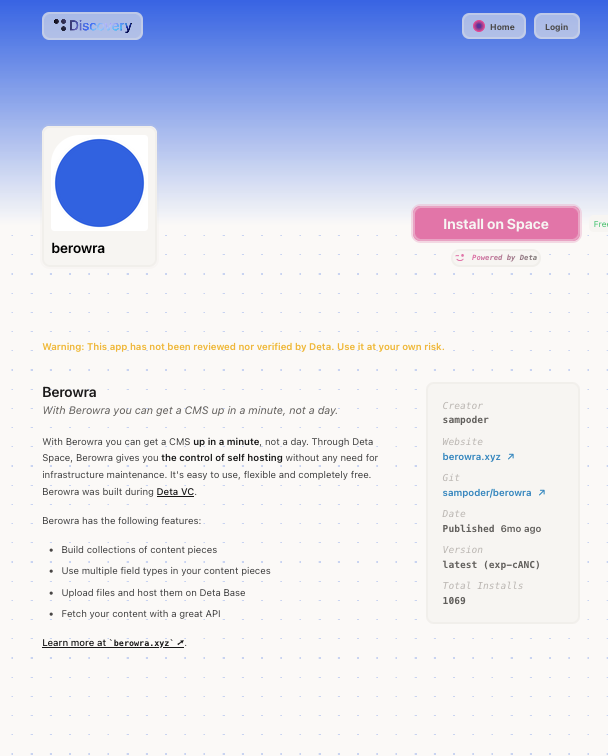 Discovery
Home
Login
berowra
Install on Space
Powered by Deta
Warning: This app has not been reviewed nor verified by Deta. Use it at your own risk.
Berowra
With Berowra you can get a CMS up in a minute, not a day.
With Berowra you can get a CMS up in a minute, not a day. Through Deta
Space, Berowra gives you the control of self hosting without any need for
infrastructure maintenance. It's easy to use, flexible and completely free.
Berowra was built during Deta VC.
Berowra has the following features:
• Build collections of content pieces
• Use multiple field types in your content pieces
• Upload files and host them on Deta Base
• Fetch your content with a great API
Learn more at `berowra.xyz` ↗.
Creator
sampoder
Website
berowra.xyz ↗
Git
sampoder/berowra ↗
Date
Published 6mo ago
Version
latest (exp-cANC)
Total Installs
1069